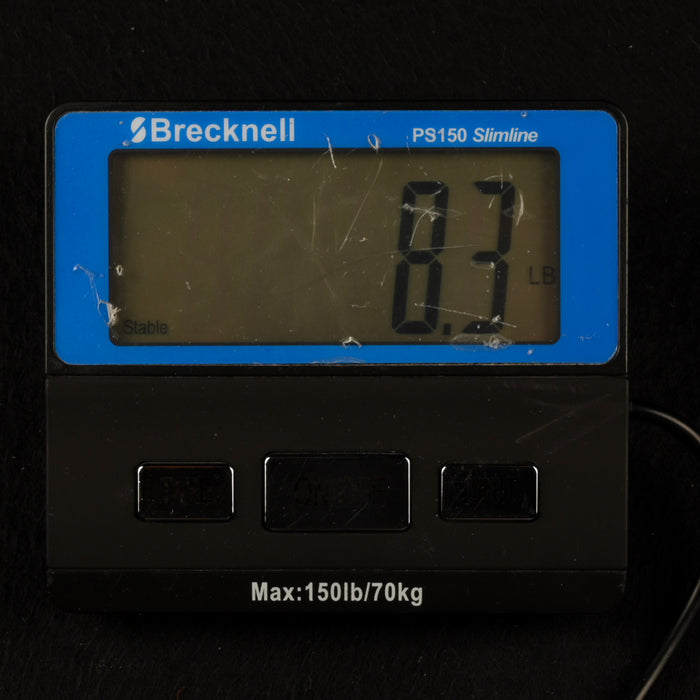 Brecknell
PS150 Slimline
8.3
LB
Stable
Max:150lb/70kg